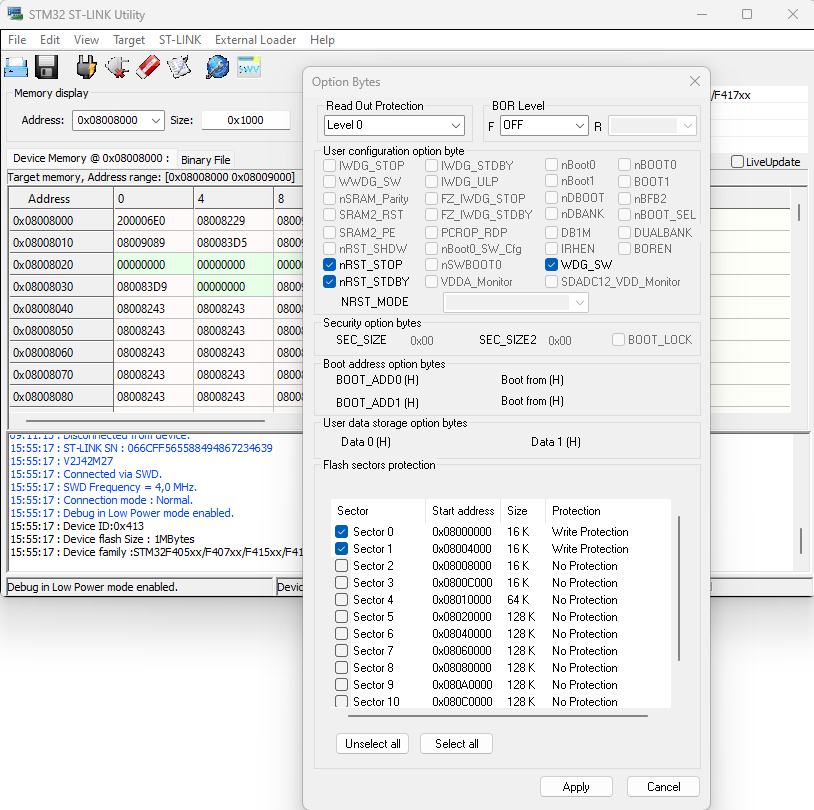 STM32 ST-LINK Utility
File Edit View Target ST-LINK External Loader Help
Memory display
Address: 0x08008000 Size: 0x1000
Device Memory @ 0x08008000 : Binary File
Target memory, Address range: [0x08008000 0x08009000]
Address 0 4 8
0x08008000 200006E0 08008229 0800
0x08008010 08009089 080083D5 0800
0x08008020 00000000 00000000 0000
0x08008030 080083D9 00000000 0800
0x08008040 08008243 08008243 0800
0x08008050 08008243 08008243 0800
0x08008060 08008243 08008243 0800
0x08008070 08008243 08008243 0800
0x08008080 08008243 08008243 0800
/F417xx
LiveUpdate
09:11:15 : Disconnected from device.
15:55:17 : ST-LINK SN : 066CFF565588494867234639
15:55:17 : V2J42M27
15:55:17 : Connected via SWD.
15:55:17 : SWD Frequency = 4,0 MHz.
15:55:17 : Connection mode : Normal.
15:55:17 : Debug in Low Power mode enabled.
15:55:17 : Device ID:0x413
15:55:17 : Device flash Size : 1MBytes
15:55:17 : Device family :STM32F405xx/F407xx/F415xx/F41
Debug in Low Power mode enabled. Devic
Option Bytes
Read Out Protection
Level 0
BOR Level
F OFF R
User configuration option byte
IWDG_STOP IWDG_STDBY nBoot0 nBOOT0
WWDG_SW IWDG_ULP nBoot1 BOOT1
nSRAM_Parity FZ_IWDG_STOP nDBOOT nBFB2
SRAM2_RST FZ_IWDG_STDBY nDBANK nBOOT_SEL
SRAM2_PE PCROP_RDP DB1M DUALBANK
nRST_SHDW nBoot0_SW_Cfg IRHEN BOREN
nRST_STOP nSWBOOT0 WDG_SW
nRST_STDBY VDDA_Monitor SDADC12_VDD_Monitor
NRST_MODE
Security option bytes
SEC_SIZE 0x00 SEC_SIZE2 0x00 BOOT_LOCK
Boot address option bytes
BOOT_ADD0 (H) Boot from (H)
BOOT_ADD1 (H) Boot from (H)
User data storage option bytes
Data 0 (H) Data 1 (H)
Flash sectors protection
Sector Start address Size Protection
Sector 0 0x08000000 16 K Write Protection
Sector 1 0x08004000 16 K Write Protection
Sector 2 0x08008000 16 K No Protection
Sector 3 0x0800C000 16 K No Protection
Sector 4 0x08010000 64 K No Protection
Sector 5 0x08020000 128 K No Protection
Sector 6 0x08040000 128 K No Protection
Sector 7 0x08060000 128 K No Protection
Sector 8 0x08080000 128 K No Protection
Sector 9 0x080A0000 128 K No Protection
Sector 10 0x080C0000 128 K No Protection
Unselect all Select all
Apply Cancel